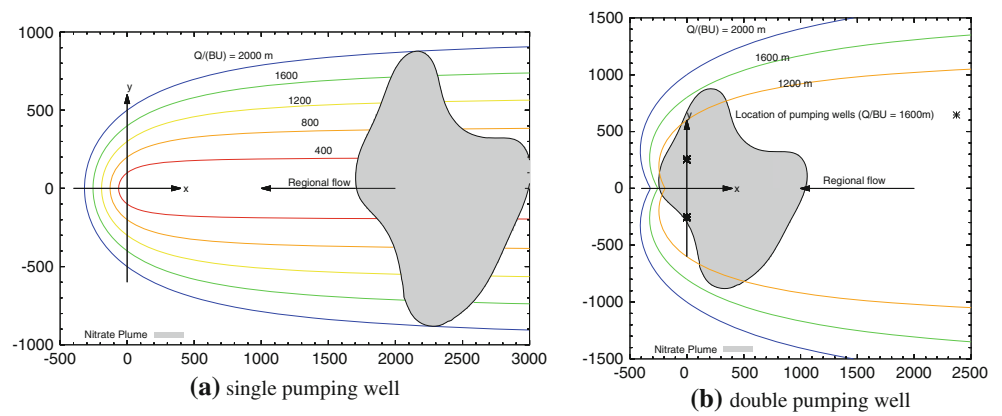 1000
500
0
-500
-1000
-500 0 500 1000 1500 2000 2500 3000
Q/(BU) = 2000 m
1600
1200
800
400
y
x
Regional flow
Nitrate Plume
(a) single pumping well
1500
1000
500
0
-500
-1000
-1500
-500 0 500 1000 1500 2000 2500
Q/(BU) = 2000 m
1600 m
1200 m
Location of pumping wells (Q/BU = 1600m)
y
x
Regional flow
Nitrate Plume
(b) double pumping well